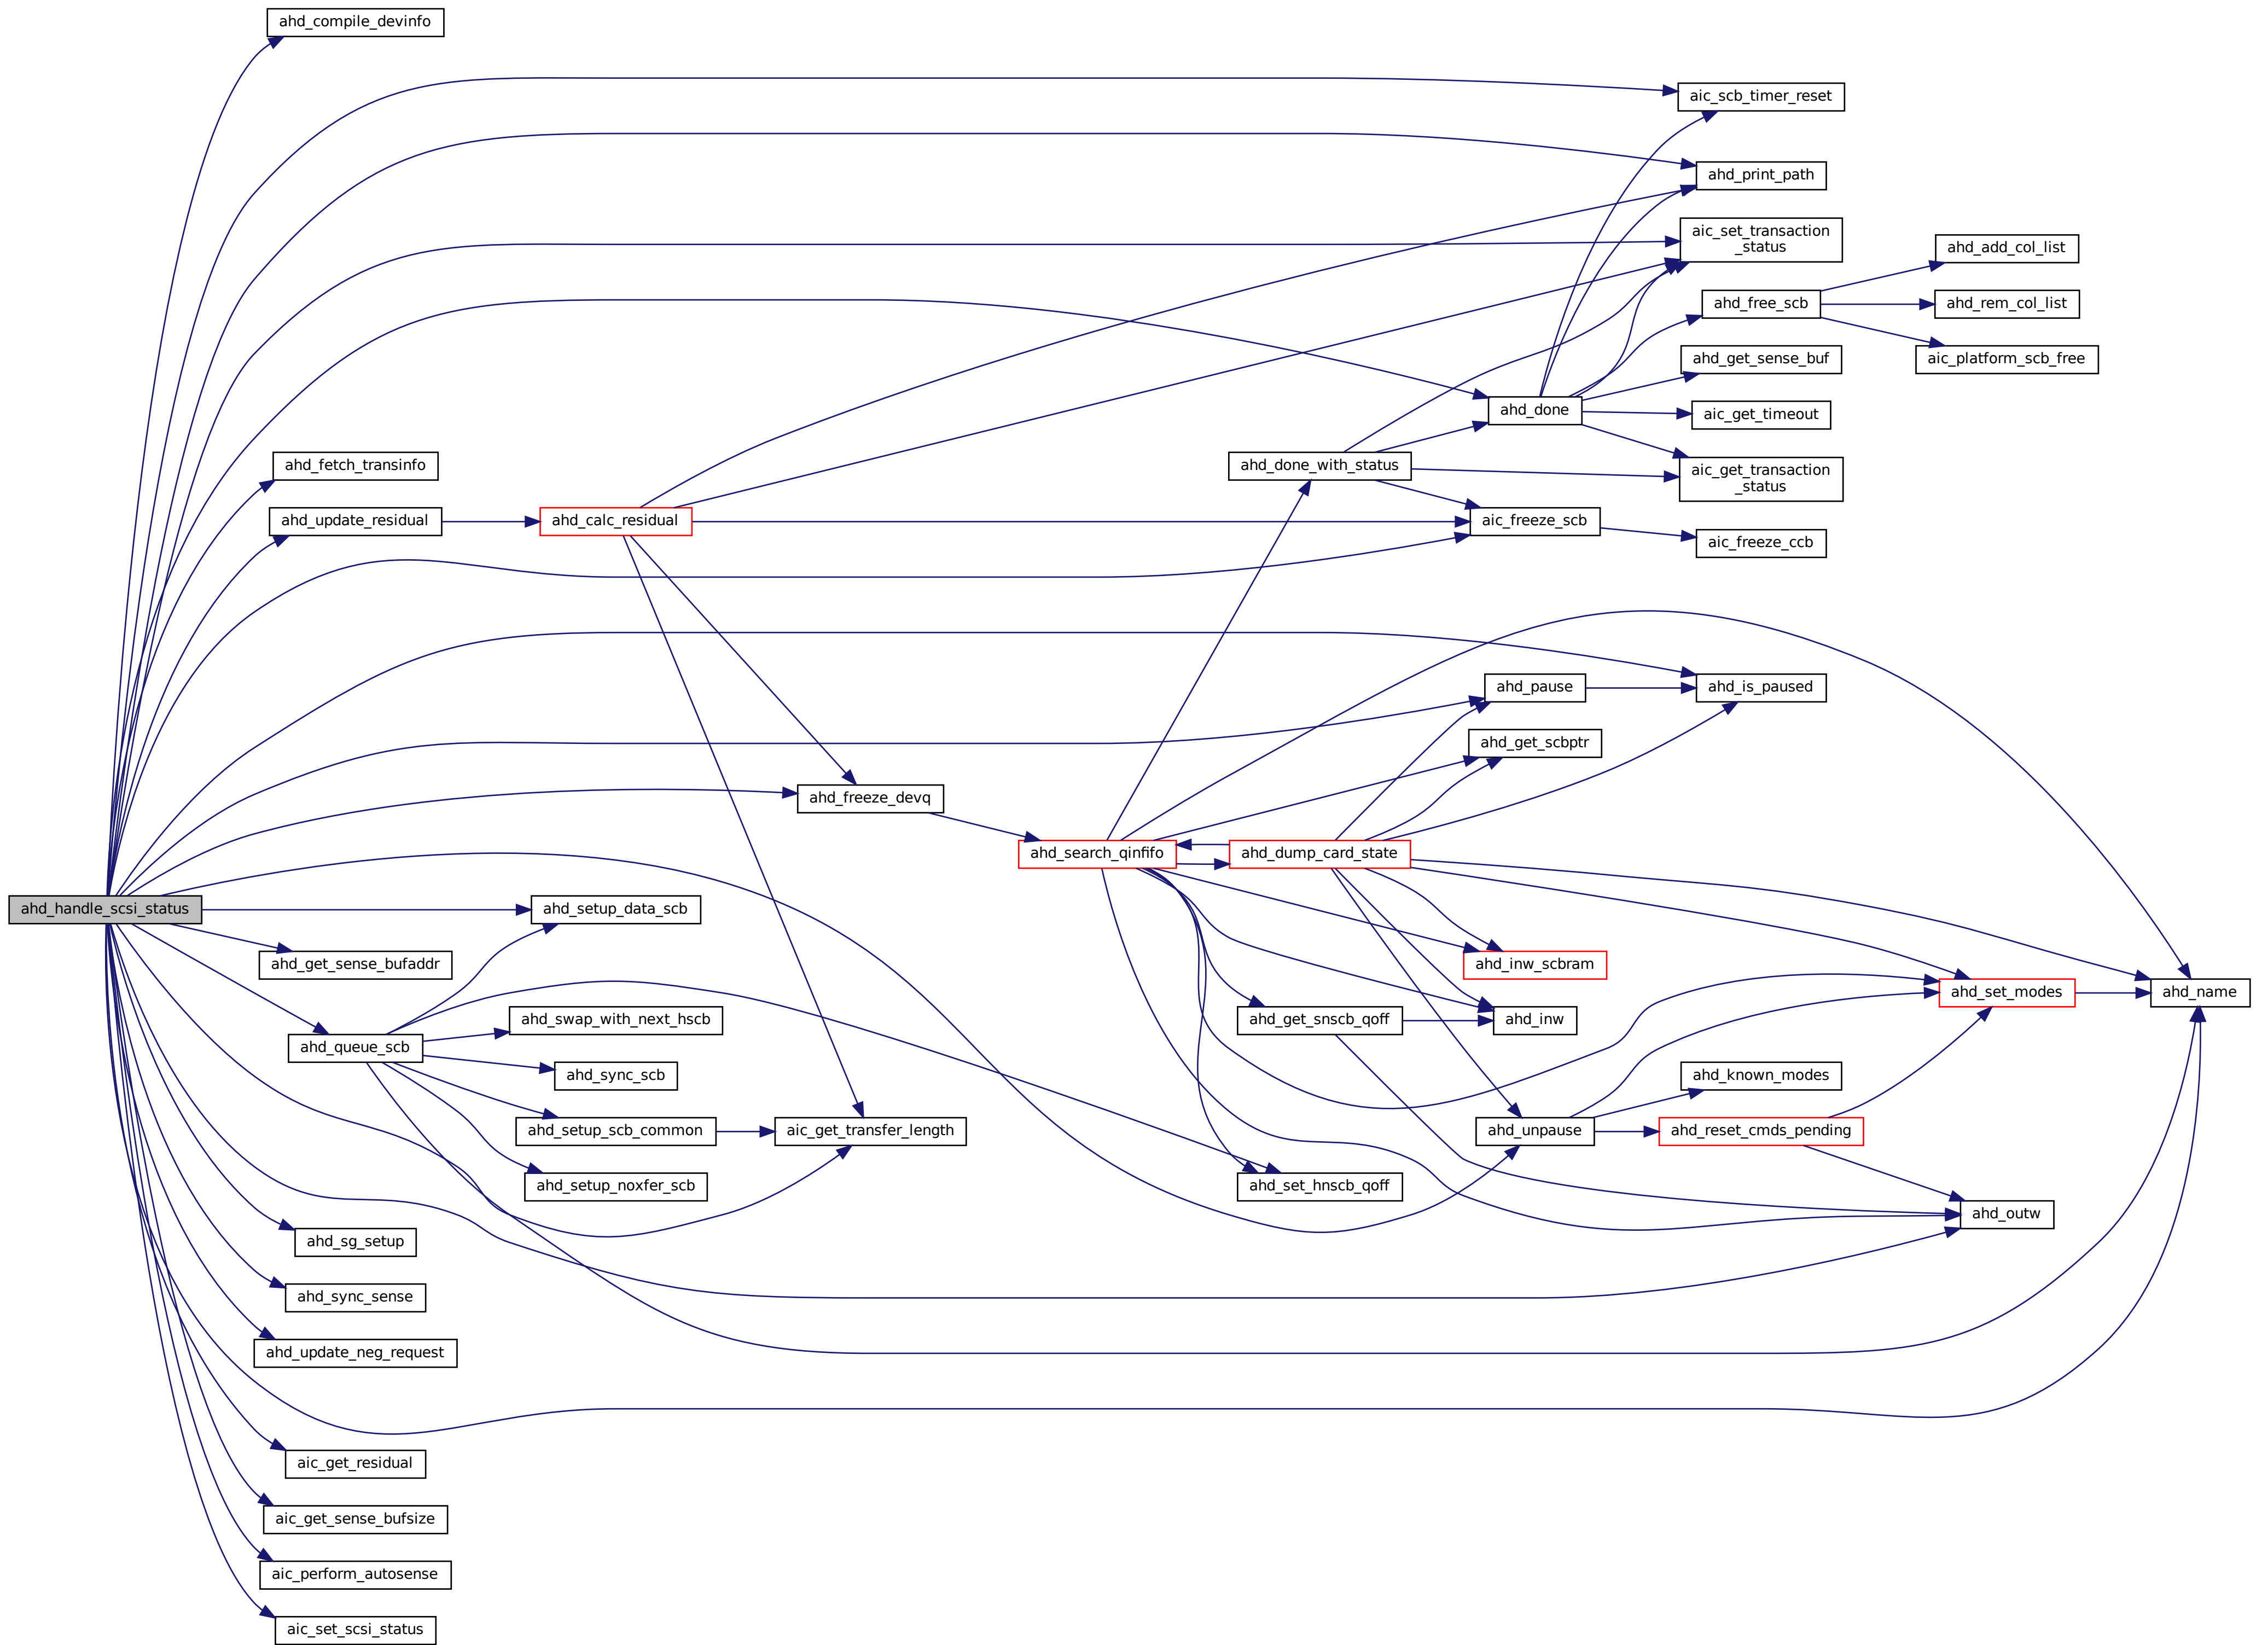 ahd_compile_devinfo
aic_scb_timer_reset
ahd_print_path
aic_set_transaction
_status
ahd_add_col_list
ahd_free_scb
ahd_rem_col_list
ahd_get_sense_buf
aic_platform_scb_free
ahd_done
aic_get_timeout
ahd_fetch_transinfo
ahd_done_with_status
aic_get_transaction
_status
ahd_update_residual
ahd_calc_residual
aic_freeze_scb
aic_freeze_ccb
ahd_pause
ahd_is_paused
ahd_get_scbptr
ahd_freeze_devq
ahd_search_qinfifo
ahd_dump_card_state
ahd_handle_scsi_status
ahd_setup_data_scb
ahd_get_sense_bufaddr
ahd_inw_scbram
ahd_set_modes
ahd_name
ahd_swap_with_next_hscb
ahd_get_snscb_qoff
ahd_inw
ahd_queue_scb
ahd_sync_scb
ahd_known_modes
ahd_setup_scb_common
aic_get_transfer_length
ahd_unpause
ahd_reset_cmds_pending
ahd_setup_noxfer_scb
ahd_set_hnscb_qoff
ahd_outw
ahd_sg_setup
ahd_sync_sense
ahd_update_neg_request
aic_get_residual
aic_get_sense_bufsize
aic_perform_autosense
aic_set_scsi_status